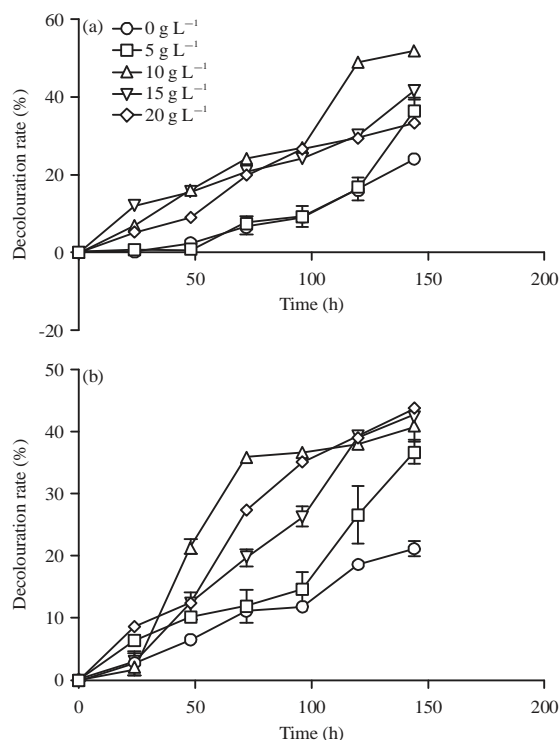 (a)
0 g L⁻¹
5 g L⁻¹
10 g L⁻¹
15 g L⁻¹
20 g L⁻¹
Decolouration rate (%)
60
40
20
0
-20
0 50 100 150 200
Time (h)
(b)
Decolouration rate (%)
50
40
30
20
10
0
0 50 100 150 200
Time (h)